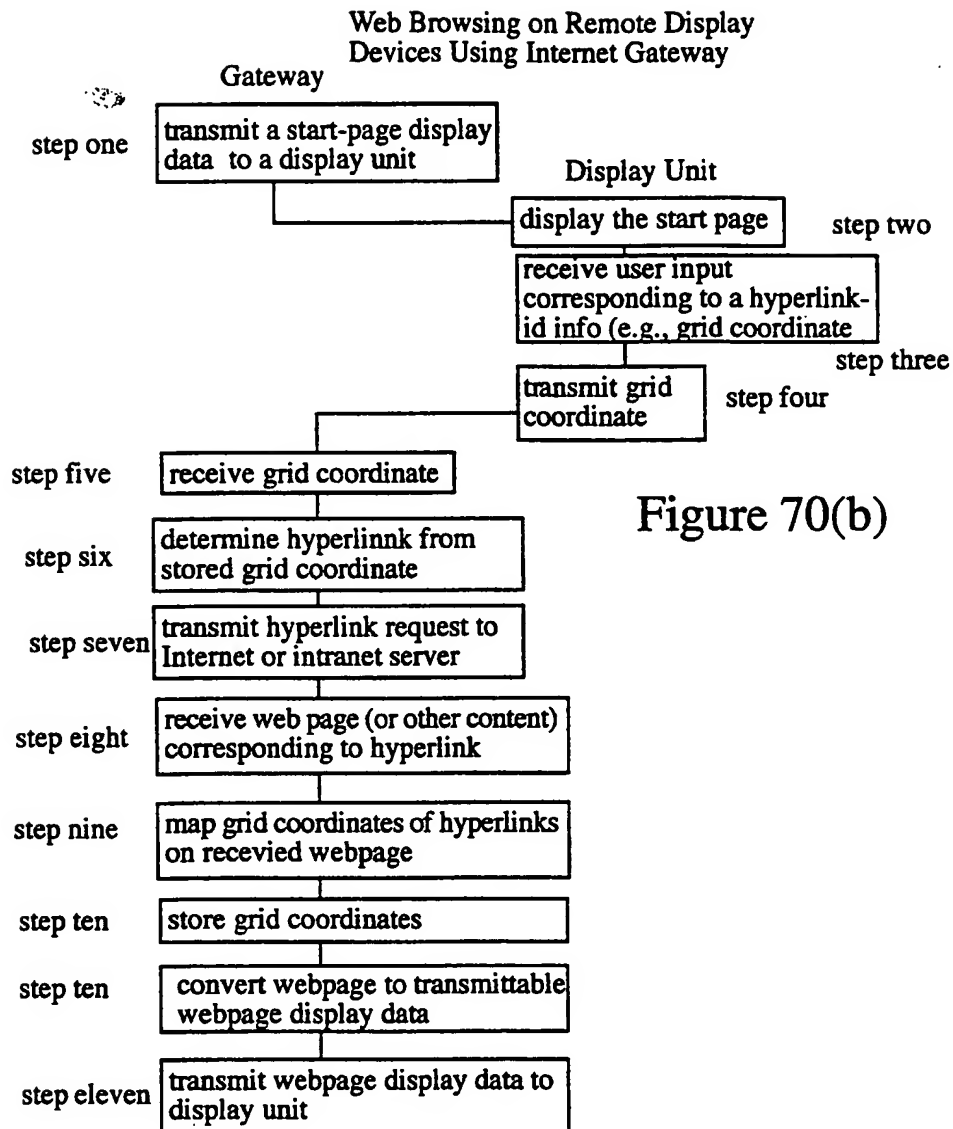 Web Browsing on Remote Display
Devices Using Internet Gateway
Gateway
step one
transmit a start-page display
data to a display unit
Display Unit
display the start page
step two
receive user input
corresponding to a hyperlink-
id info (e.g., grid coordinate
step three
transmit grid
coordinate
step four
step five
receive grid coordinate
Figure 70(b)
step six
determine hyperlinnk from
stored grid coordinate
step seven
transmit hyperlink request to
Internet or intranet server
step eight
receive web page (or other content)
corresponding to hyperlink
step nine
map grid coordinates of hyperlinks
on recevied webpage
step ten
store grid coordinates
step ten
convert webpage to transmittable
webpage display data
step eleven
transmit webpage display data to
display unit